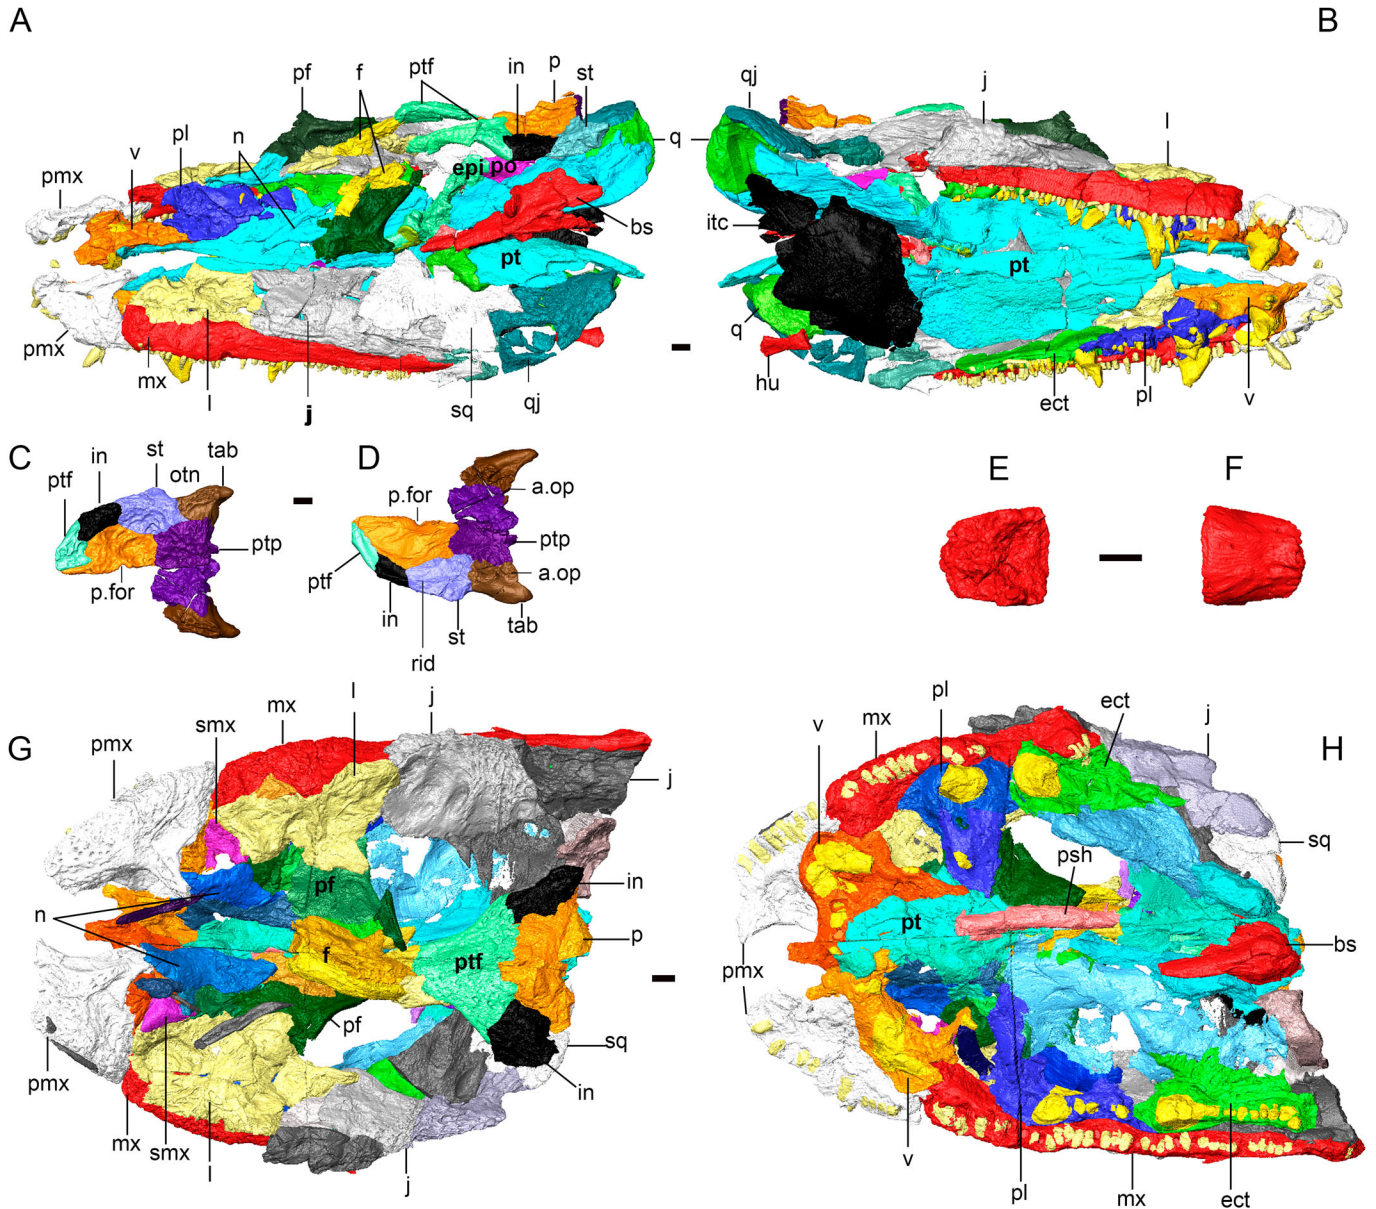 A
B
pf f ptf in p st
qj j l
pmx v pl n epi po q
bs itc pt pt
pmx mx l j sq qj
q hu ect pl v
C D E F
ptf in st otn tab
p.for a.op
ptp ptp
p.for ptf a.op
in rid st tab
G
H
pmx smx mx l j
v mx pl ect j
j
sq
pf in psh
n f ptf p pt bs
pmx
pf sq
pmx in
mx smx l j
v pl mx ect